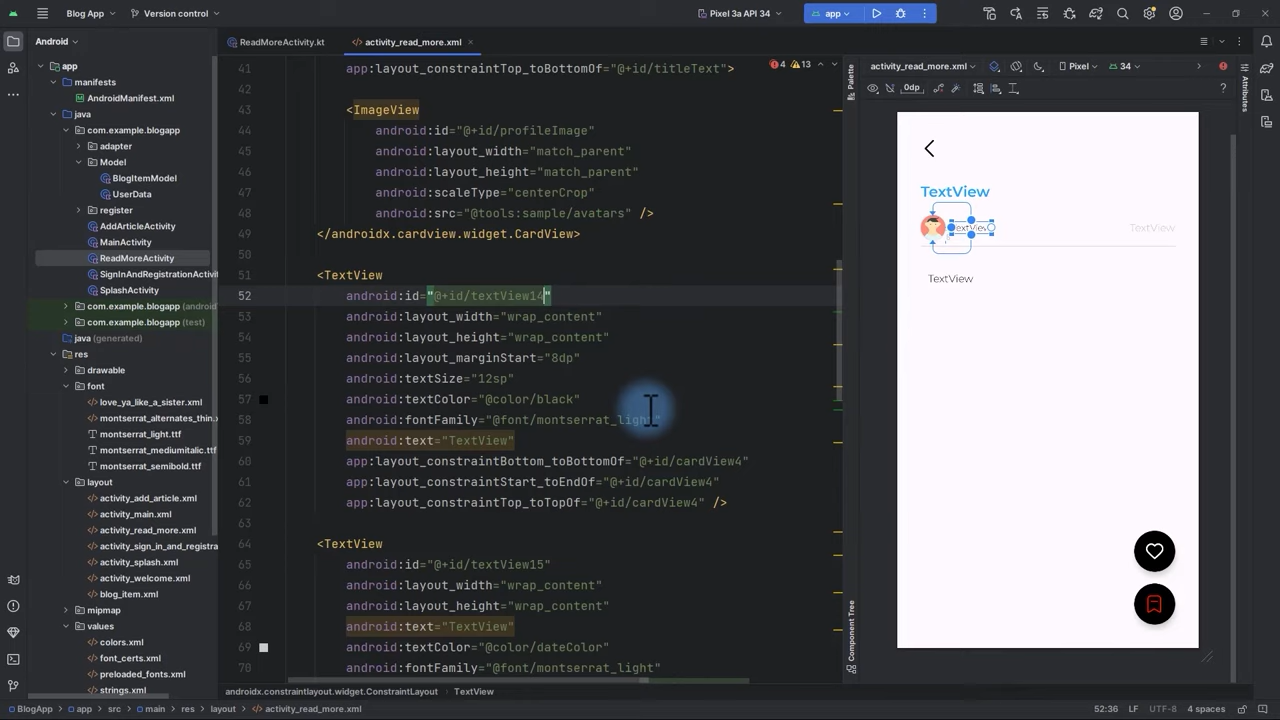 Blog App
Version control
Pixel 3a API 34
app
Android
ReadMoreActivity.kt
activity_read_more.xml
app
manifests
AndroidManifest.xml
java
com.example.blogapp
adapter
Model
BlogItemModel
UserData
register
AddArticleActivity
MainActivity
ReadMoreActivity
SignInAndRegistrationActivit
SplashActivity
com.example.blogapp (android
com.example.blogapp (test)
java (generated)
res
drawable
font
love_ya_like_a_sister.xml
montserrat_alternates_thin.
montserrat_light.ttf
montserrat_mediumitalic.ttf
montserrat_semibold.ttf
layout
activity_add_article.xml
activity_main.xml
activity_read_more.xml
activity_sign_in_and_registra
activity_splash.xml
activity_welcome.xml
blog_item.xml
mipmap
values
colors.xml
font_certs.xml
preloaded_fonts.xml
strings.xml
4 13
41 app:layout_constraintTop_toBottomOf="@+id/titleText">
42
43 <ImageView
44 android:id="@+id/profileImage"
45 android:layout_width="match_parent"
46 android:layout_height="match_parent"
47 android:scaleType="centerCrop"
48 android:src="@tools:sample/avatars" />
49 </androidx.cardview.widget.CardView>
50
51 <TextView
52 android:id="@+id/textView14"
53 android:layout_width="wrap_content"
54 android:layout_height="wrap_content"
55 android:layout_marginStart="8dp"
56 android:textSize="12sp"
57 android:textColor="@color/black"
58 android:fontFamily="@font/montserrat_light"
59 android:text="TextView"
60 app:layout_constraintBottom_toBottomOf="@+id/cardView4"
61 app:layout_constraintStart_toEndOf="@+id/cardView4"
62 app:layout_constraintTop_toTopOf="@+id/cardView4" />
63
64 <TextView
65 android:id="@+id/textView15"
66 android:layout_width="wrap_content"
67 android:layout_height="wrap_content"
68 android:text="TextView"
69 android:textColor="@color/dateColor"
70 android:fontFamily="@font/montserrat_light"
androidx.constraintlayout.widget.ConstraintLayout TextView
Palette
Component Tree
activity_read_more.xml
Pixel
34
0dp
?
Attributes
TextView
TextView
TextView
TextView
BlogApp app src main res layout activity_read_more.xml
52:36 LF UTF-8 4 spaces